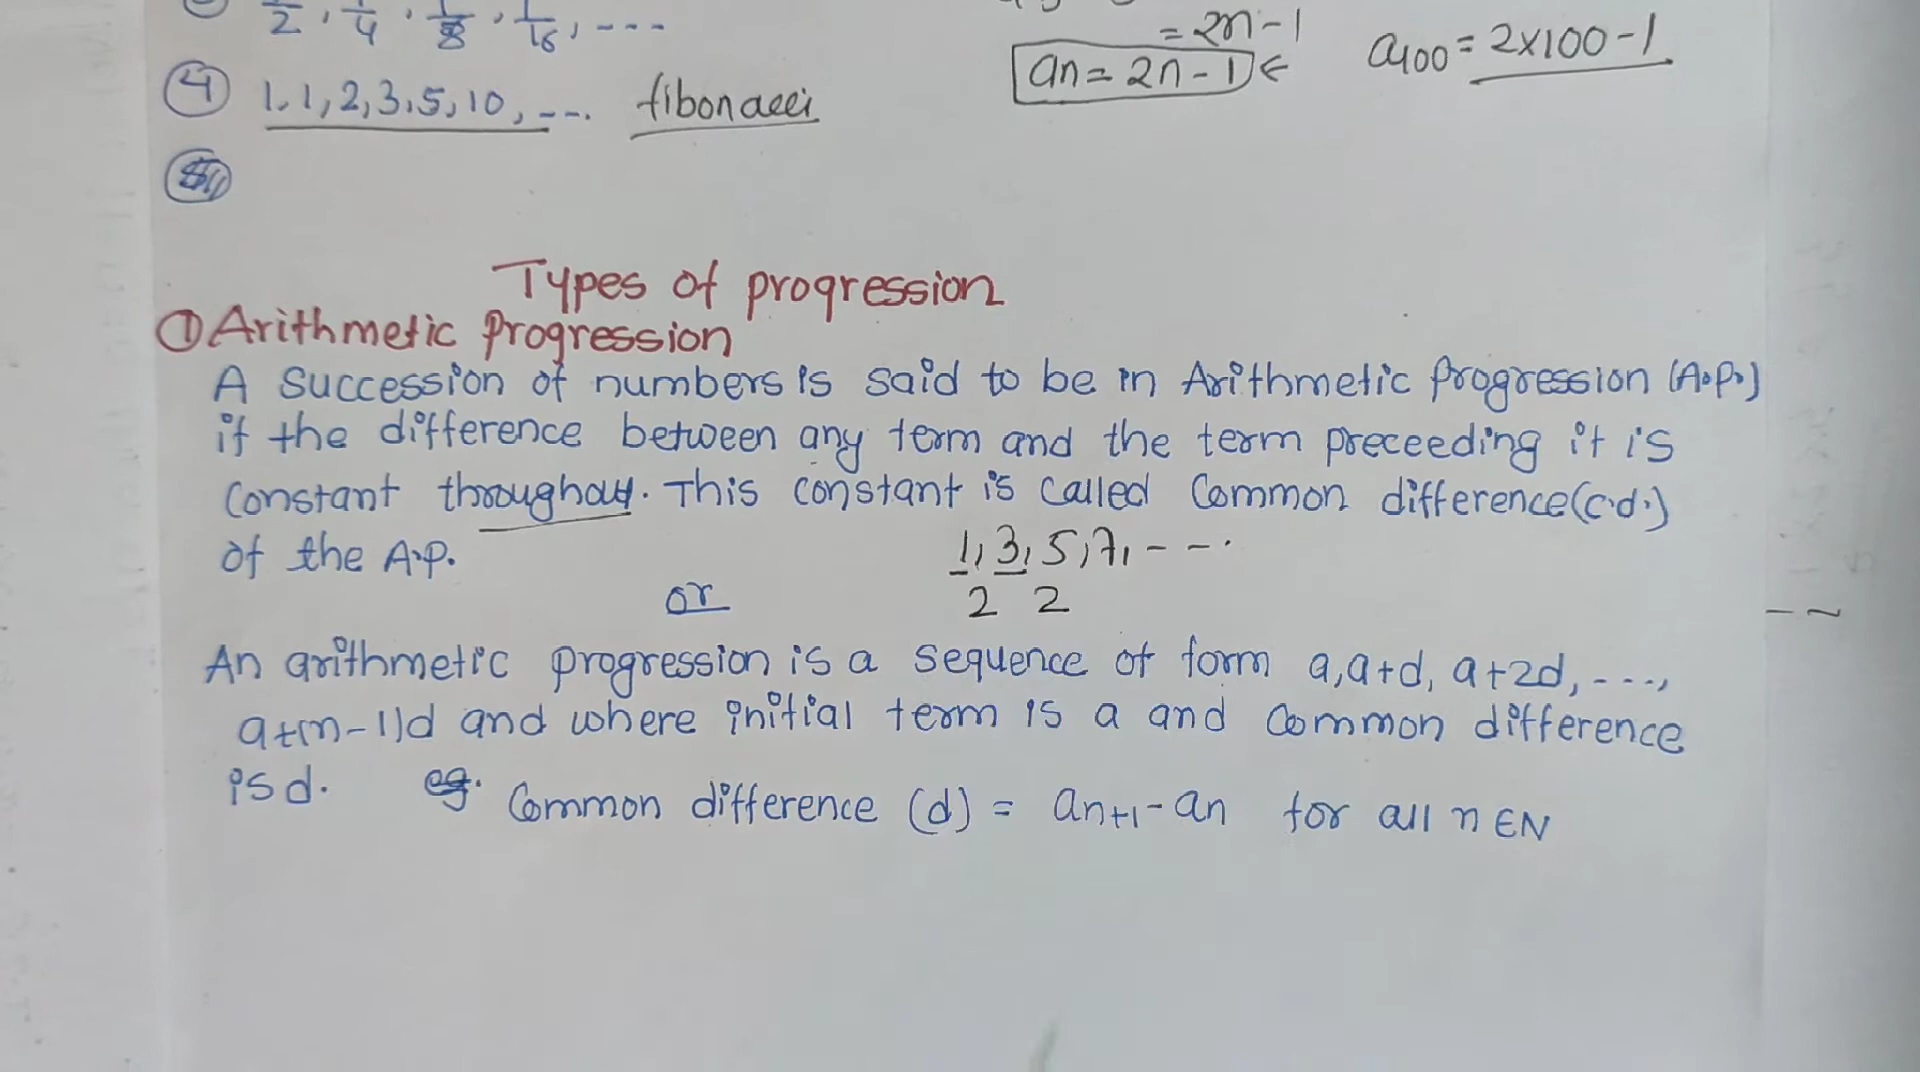 1/2, 1/4, 1/8, 1/16, ----
= 2n-1
④ 1,1,2,3,5,10,---. fibonacci
an = 2n-1 ←
a100 = 2x100-1
Types of progression
① Arithmetic Progression
A succession of numbers is said to be in Arithmetic Progression (A.P.)
if the difference between any term and the term preceeding it is
Constant throughout. This constant is called Common difference (c.d.)
of the A.P.
1, 3, 5, 7, ---.
or
2 2
An arithmetic progression is a sequence of form a, a+d, a+2d, ----,
a+(n-1)d and where initial term is a and common difference
is d. eg. Common difference (d) = an+1 - an for all n ∈ N